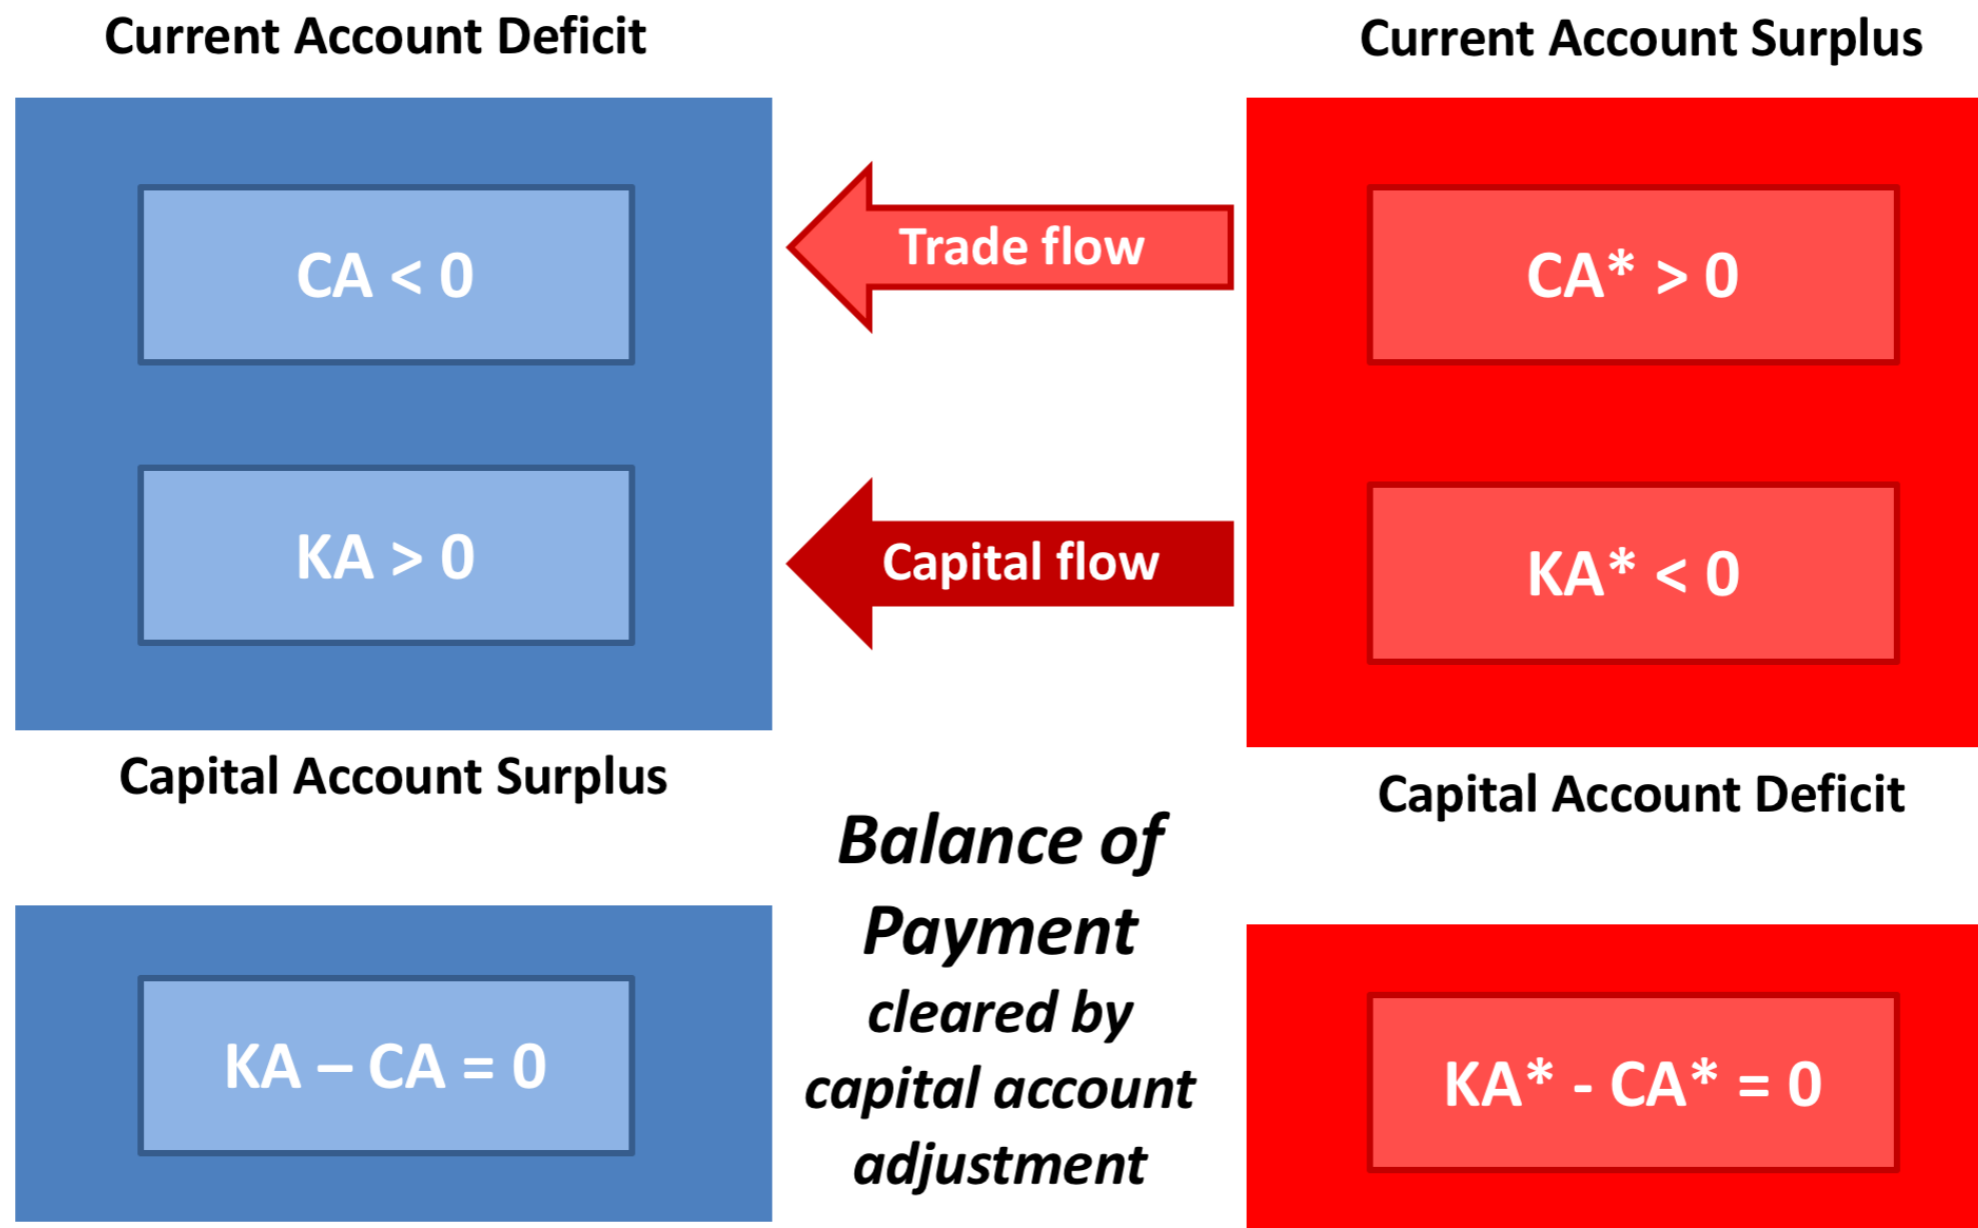 Current Account Deficit
Current Account Surplus
CA < 0
Trade flow
CA* > 0
KA > 0
Capital flow
KA* < 0
Capital Account Surplus
Capital Account Deficit
Balance of
Payment
cleared by
capital account
adjustment
KA – CA = 0
KA* - CA* = 0